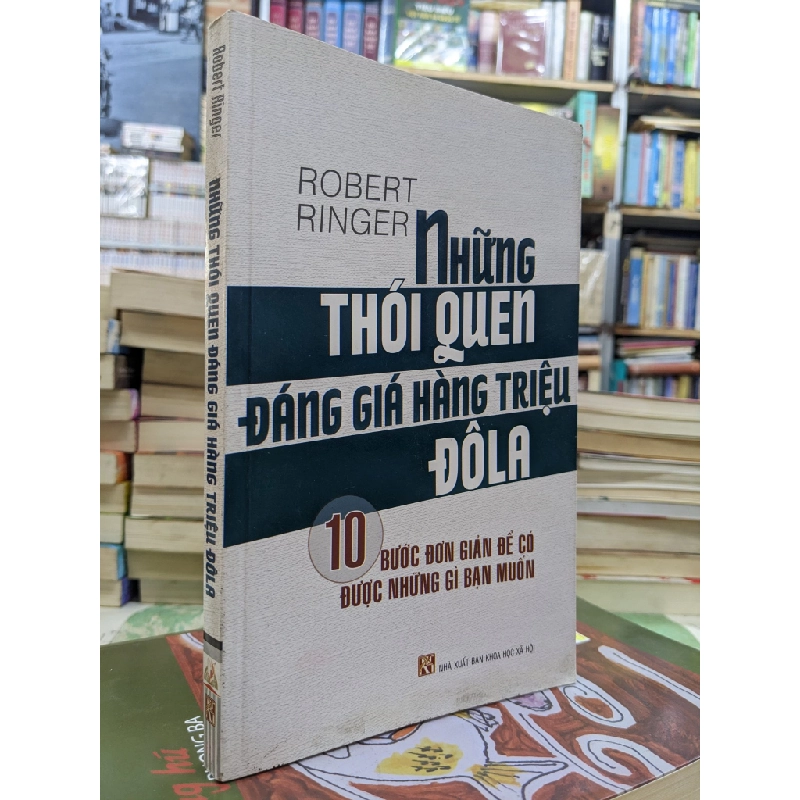 ROBERT
RINGER
NHỮNG
THÓI QUEN
ĐÁNG GIÁ HÀNG TRIỆU
ĐÔLA
10 BƯỚC ĐƠN GIẢN ĐỂ CÓ
ĐƯỢC NHỮNG GÌ BẠN MUỐN
NHÀ XUẤT BẢN KHOA HỌC XÃ HỘI
Robert Ringer
NHỮNG THÓI QUEN ĐÁNG GIÁ HÀNG TRIỆU ĐÔLA